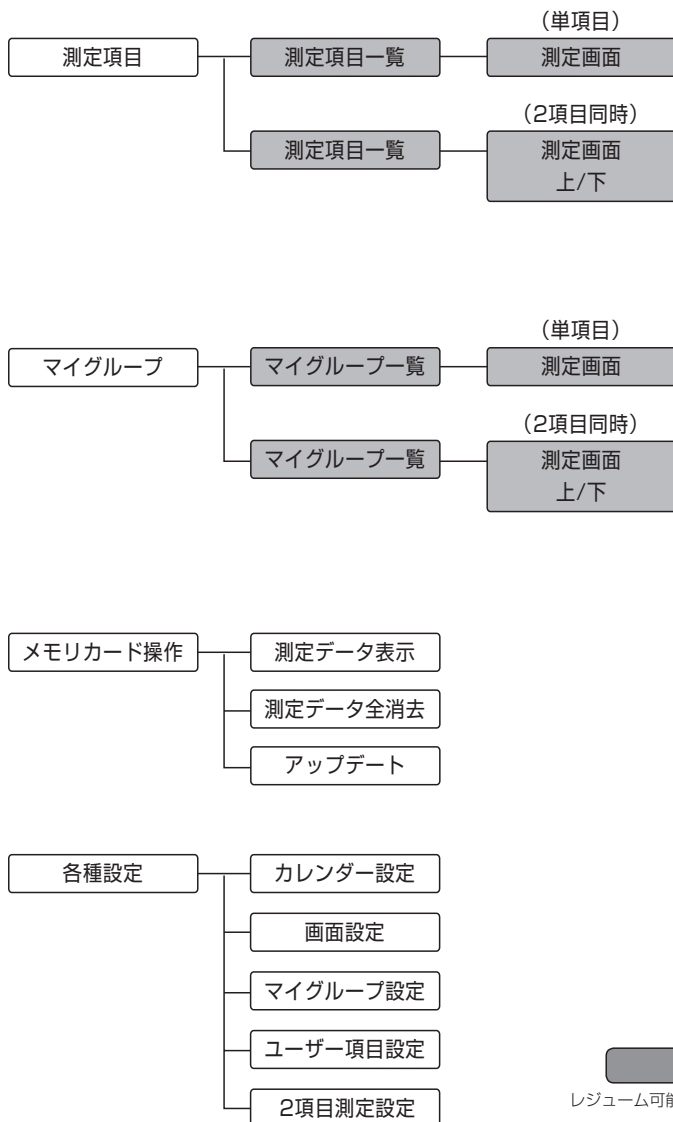 （単項目）
測定項目 測定項目一覧 測定画面
（2項目同時）
測定項目一覧 測定画面
上/下
（単項目）
マイグループ マイグループ一覧 測定画面
（2項目同時）
マイグループ一覧 測定画面
上/下
メモリカード操作 測定データ表示
測定データ全消去
アップデート
各種設定 カレンダー設定
画面設定
マイグループ設定
ユーザー項目設定
2項目測定設定
レジューム可能